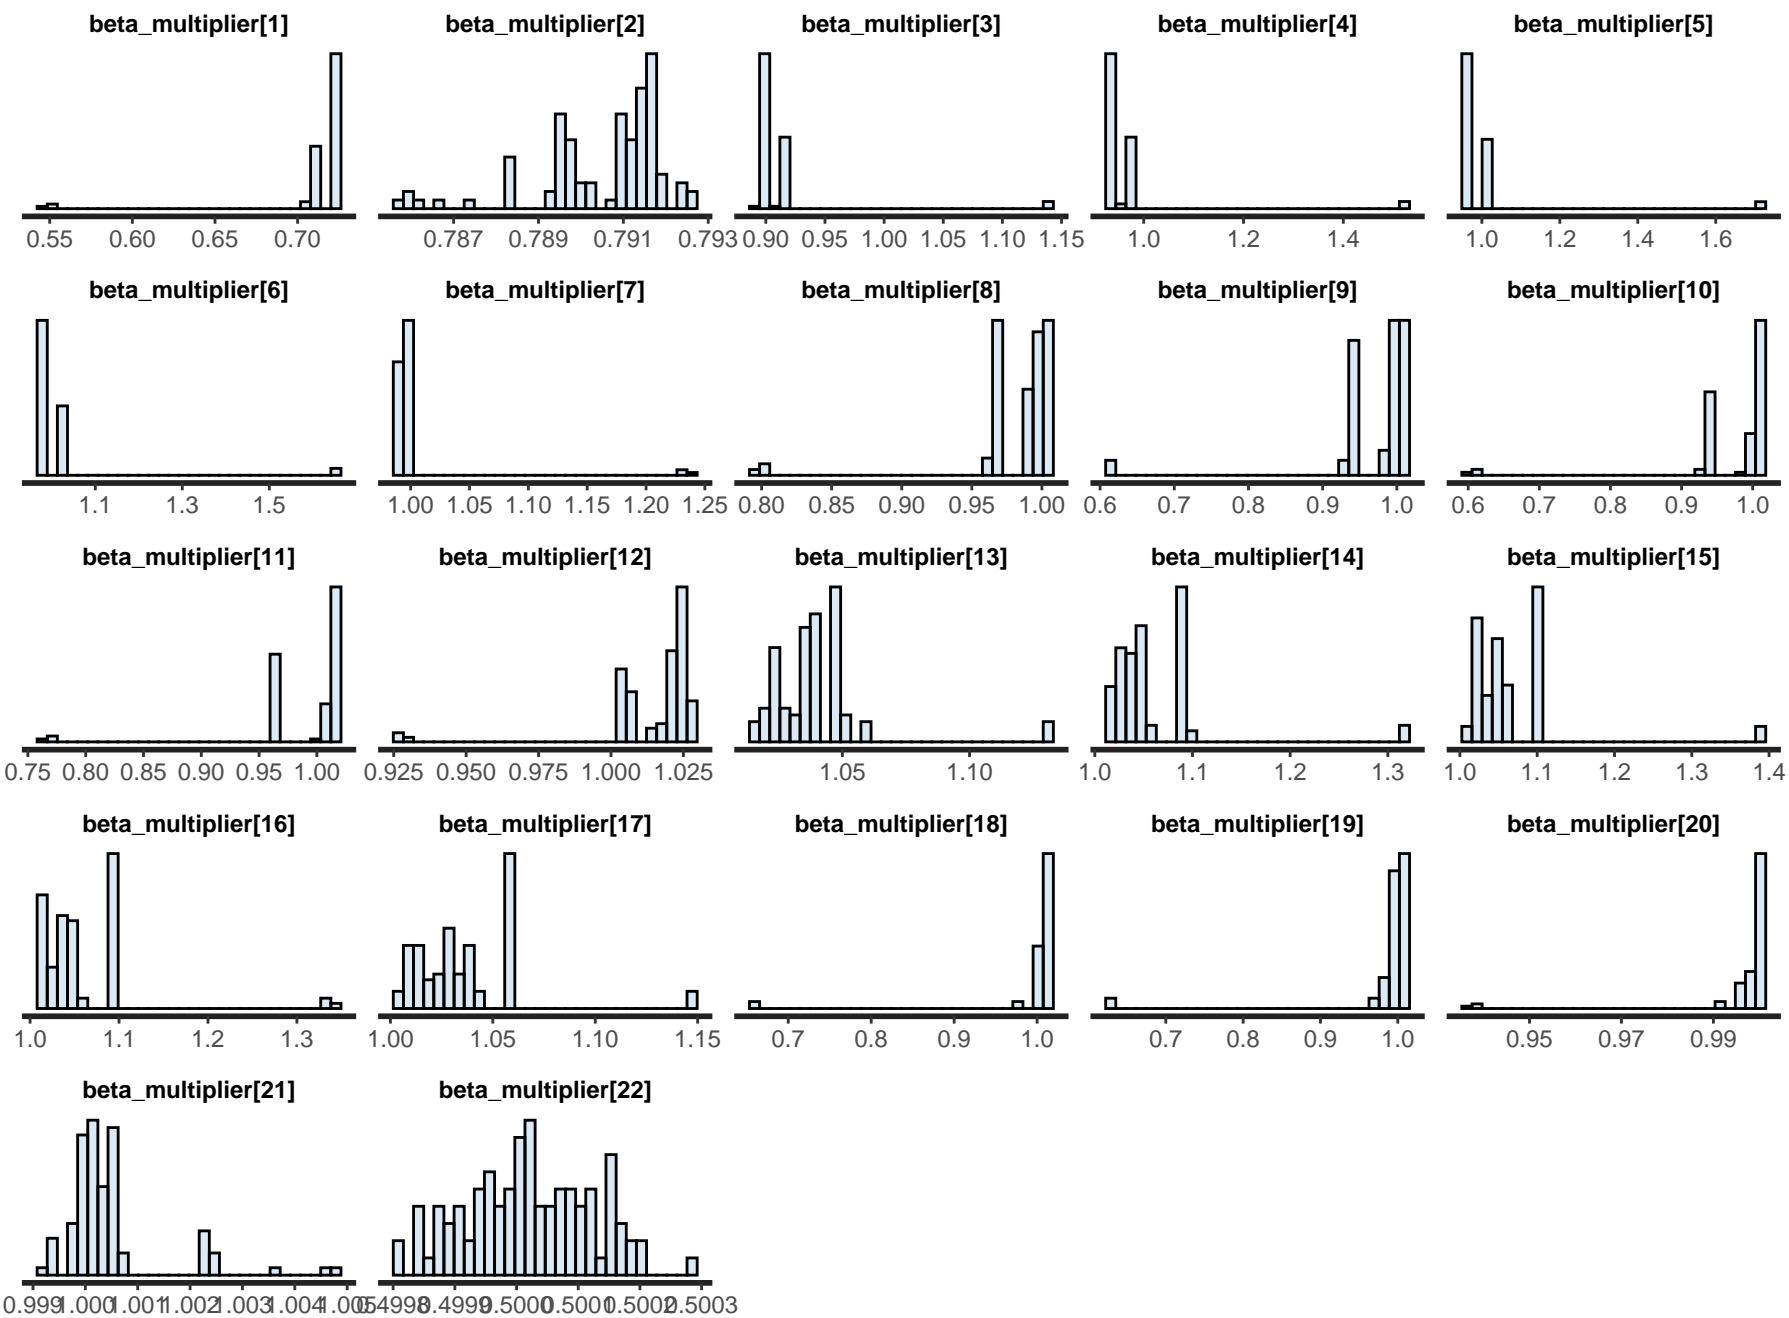 beta_multiplier[1] beta_multiplier[2] beta_multiplier[3] beta_multiplier[4] beta_multiplier[5]
0.55 0.60 0.65 0.70 0.787 0.789 0.791 0.793 0.90 0.95 1.00 1.05 1.10 1.15 1.0 1.2 1.4 1.0 1.2 1.4 1.6
beta_multiplier[6] beta_multiplier[7] beta_multiplier[8] beta_multiplier[9] beta_multiplier[10]
1.1 1.3 1.5 1.00 1.05 1.10 1.15 1.20 1.25 0.80 0.85 0.90 0.95 1.00 0.6 0.7 0.8 0.9 1.0 0.6 0.7 0.8 0.9 1.0
beta_multiplier[11] beta_multiplier[12] beta_multiplier[13] beta_multiplier[14] beta_multiplier[15]
0.75 0.80 0.85 0.90 0.95 1.00 0.925 0.950 0.975 1.000 1.025 1.05 1.10 1.0 1.1 1.2 1.3 1.0 1.1 1.2 1.3 1.4
beta_multiplier[16] beta_multiplier[17] beta_multiplier[18] beta_multiplier[19] beta_multiplier[20]
1.0 1.1 1.2 1.3 1.00 1.05 1.10 1.15 0.7 0.8 0.9 1.0 0.7 0.8 0.9 1.0 0.95 0.97 0.99
beta_multiplier[21] beta_multiplier[22]
0.999 1.000 1.001 1.002 1.003 1.004 1.005 0.4998 0.4999 0.5000 0.5001 0.5002 0.5003